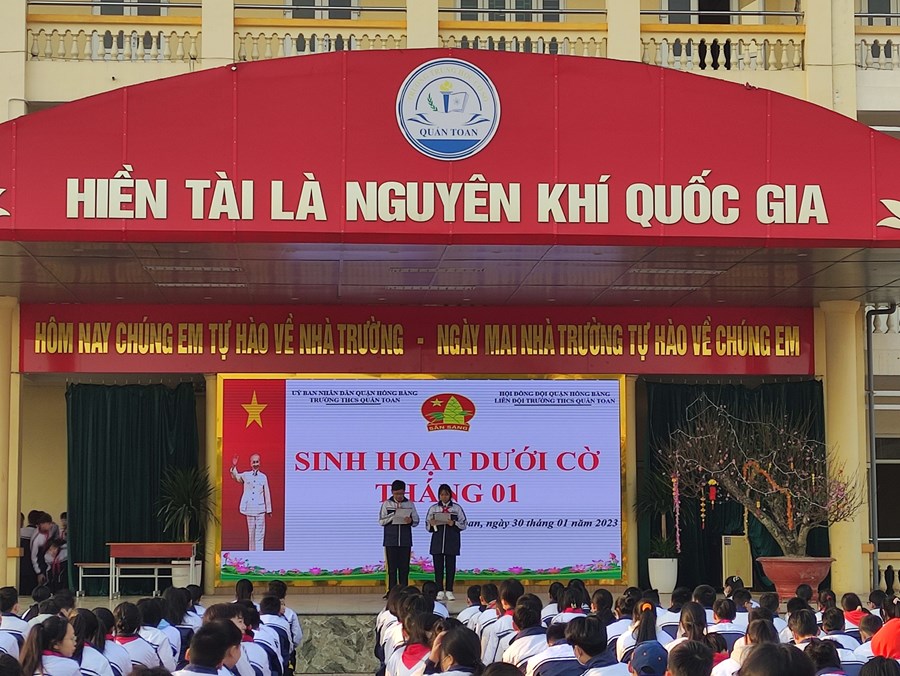 QUÁN TOAN
HIỀN TÀI LÀ NGUYÊN KHÍ QUỐC GIA
HÔM NAY CHÚNG EM TỰ HÀO VỀ NHÀ TRƯỜNG - NGÀY MAI NHÀ TRƯỜNG TỰ HÀO VỀ CHÚNG EM
ỦY BAN NHÂN DÂN QUẬN HỒNG BÀNG
TRƯỜNG THCS QUÁN TOAN
HỘI ĐỒNG ĐỘI QUẬN HỒNG BÀNG
LIÊN ĐỘI TRƯỜNG THCS QUÁN TOAN
SẴN SÀNG
SINH HOẠT DƯỚI CỜ
THÁNG 01
oan, ngày 30 tháng 01 năm 2023